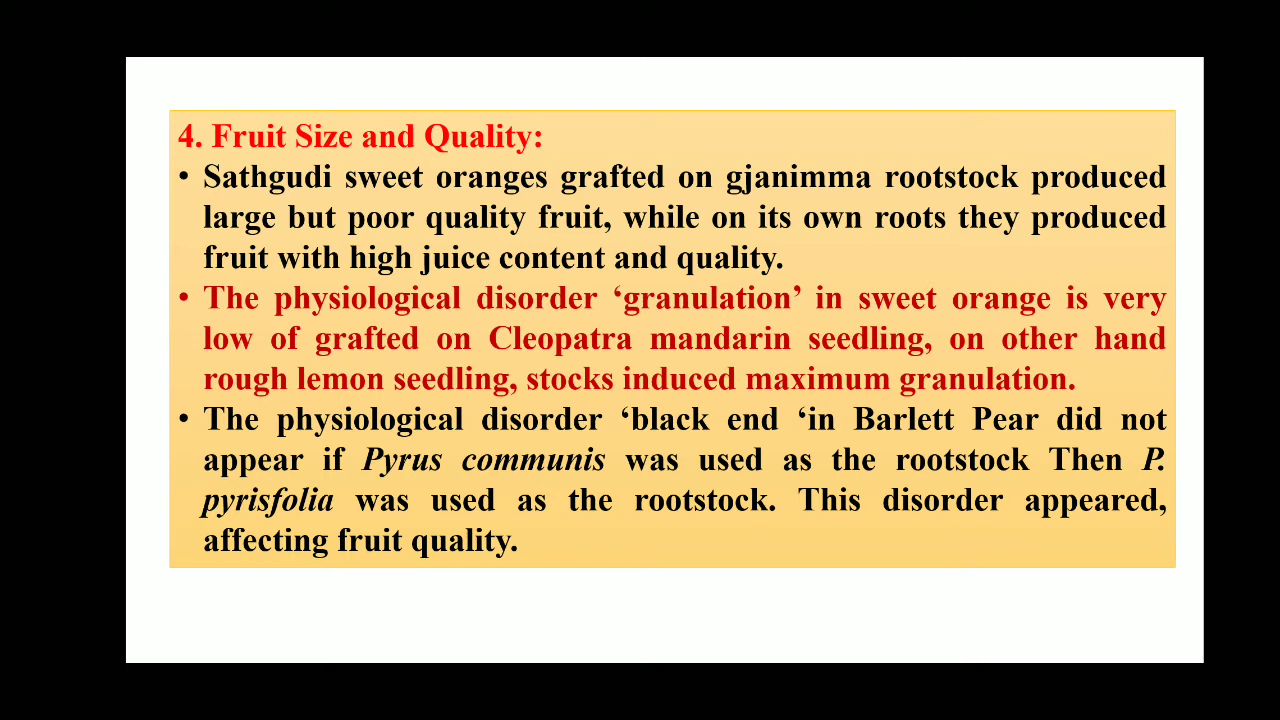 4. Fruit Size and Quality:
• Sathgudi sweet oranges grafted on gjanimma rootstock produced
large but poor quality fruit, while on its own roots they produced
fruit with high juice content and quality.
• The physiological disorder ‘granulation’ in sweet orange is very
low of grafted on Cleopatra mandarin seedling, on other hand
rough lemon seedling, stocks induced maximum granulation.
• The physiological disorder ‘black end ‘in Barlett Pear did not
appear if Pyrus communis was used as the rootstock Then P.
pyrisfolia was used as the rootstock. This disorder appeared,
affecting fruit quality.